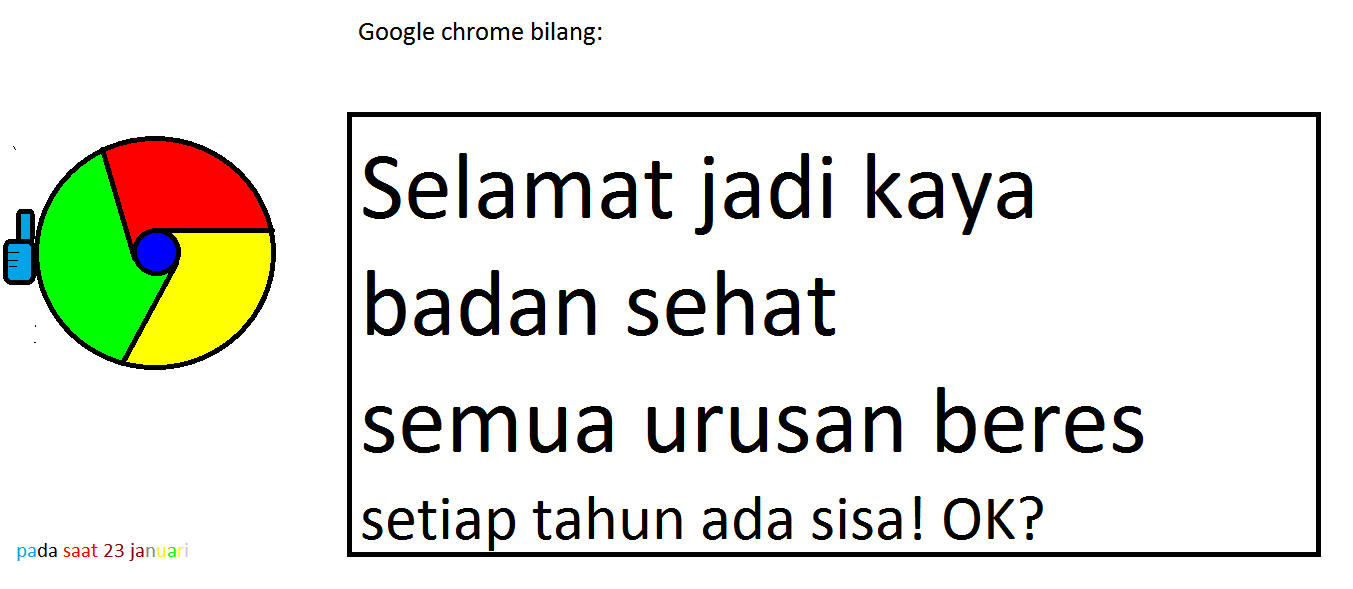 Google chrome bilang:
Selamat jadi kaya
badan sehat
semua urusan beres
setiap tahun ada sisa! OK?
pada saat 23 januari